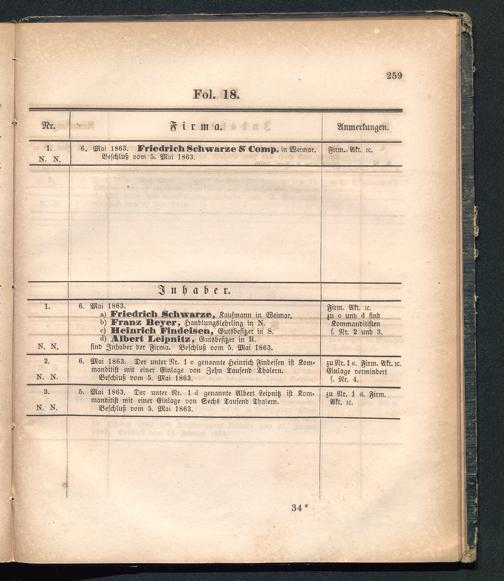 259
Fol. 18.
Nr. Firma. Anmerkungen.
1. 6. Mai 1863. Friedrich Schwarze & Comp. in Weimar. Firm. Akt. ꝛc.
N. N. Beschluß vom 5. Mai 1863.
Inhaber.
1. 6. Mai 1863. Firm. Akt. ꝛc.
a) Friedrich Schwarze, Kaufmann in Weimar, zu c und d sind
b) Franz Beyer, Handlungslehrling in N. Kommanditisten
c) Heinrich Findeisen, Gutsbesitzer in S. s. Nr. 2 und 3.
d) Albert Leipnitz, Gutsbesitzer in R.
N. N. sind Inhaber der Firma. Beschluß vom 5. Mai 1863.
2. 6. Mai 1863. Der unter Nr. 1 c genannte Heinrich Findeisen ist Kom- zu Nr. 1 c. Firm. Akt. ꝛc.
manditist mit einer Einlage von Zehn Tausend Thalern. Einlage vermindert
N. N. Beschluß vom 5. Mai 1863. s. Nr. 4.
3. 5. Mai 1863. Der unter Nr. 1 d genannte Albert Leipnitz ist Kom- zu Nr. 1 d. Firm.
manditist mit einer Einlage von Sechs Tausend Thalern. Akt. ꝛc.
N. N. Beschluß vom 5. Mai 1863.
34*